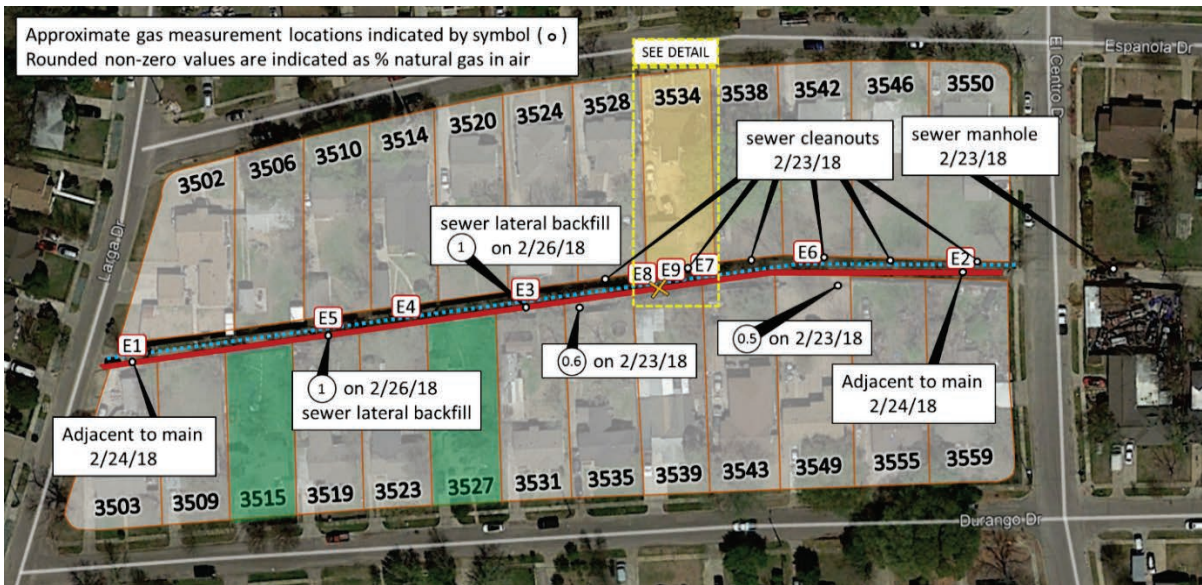 Approximate gas measurement locations indicated by symbol ( o )
Rounded non-zero values are indicated as % natural gas in air
SEE DETAIL
Espanola Dr
El Centro D
Larga Dr
3502
3506
3510
3514
3520
3524
3528
3534
3538
3542
3546
3550
sewer cleanouts
2/23/18
sewer manhole
2/23/18
sewer lateral backfill
1 on 2/26/18
E1
E5
E4
E3
E8
E9
E7
E6
E2
Adjacent to main
2/24/18
1 on 2/26/18
sewer lateral backfill
0.6 on 2/23/18
0.5 on 2/23/18
Adjacent to main
2/24/18
3503
3509
3515
3519
3523
3527
3531
3535
3539
3543
3549
3555
3559
Durango Dr